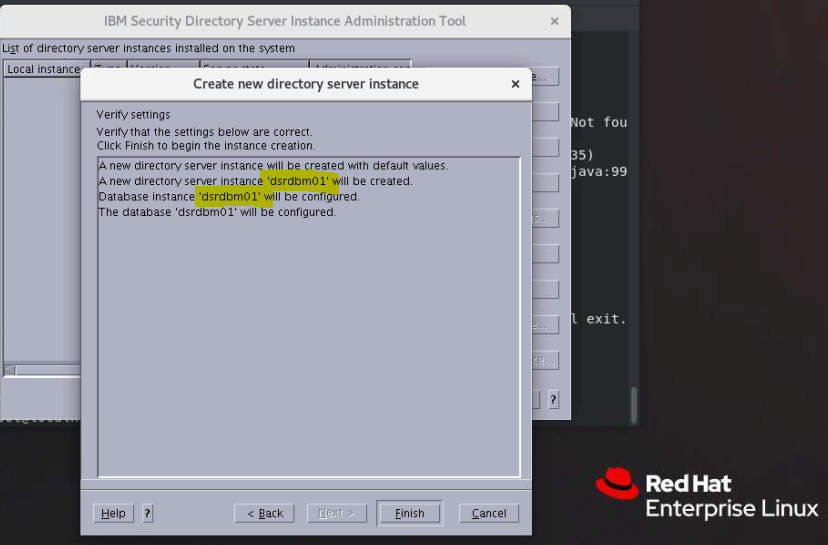 IBM Security Directory Server Instance Administration Tool
List of directory server instances installed on the system
Local instance
Create new directory server instance
Verify settings
Verify that the settings below are correct.
Click Finish to begin the instance creation.
A new directory server instance will be created with default values.
A new directory server instance 'dsrdbm01' will be created.
Database instance 'dsrdbm01' will be configured.
The database 'dsrdbm01' will be configured.
Not fou
35)
java:99
l exit.
?
Help
?
< Back
Next >
Finish
Cancel
Red Hat
Enterprise Linux